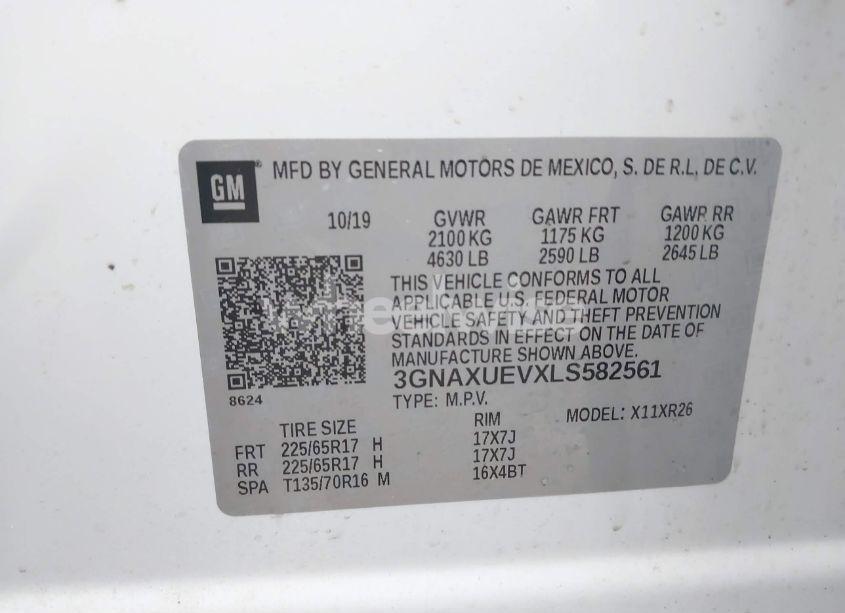 GM
MFD BY GENERAL MOTORS DE MEXICO, S. DE R.L. DE C.V.
10/19 GVWR GAWR FRT GAWR RR
2100 KG 1175 KG 1200 KG
4630 LB 2590 LB 2645 LB
THIS VEHICLE CONFORMS TO ALL
APPLICABLE U.S. FEDERAL MOTOR
VEHICLE SAFETY AND THEFT PREVENTION
STANDARDS IN EFFECT ON THE DATE OF
MANUFACTURE SHOWN ABOVE.
3GNAXUEVXLS582561
8624
TYPE: M.P.V. MODEL: X11XR26
TIRE SIZE RIM
FRT 225/65R17 H 17X7J
RR 225/65R17 H 17X7J
SPA T135/70R16 M 16X4BT